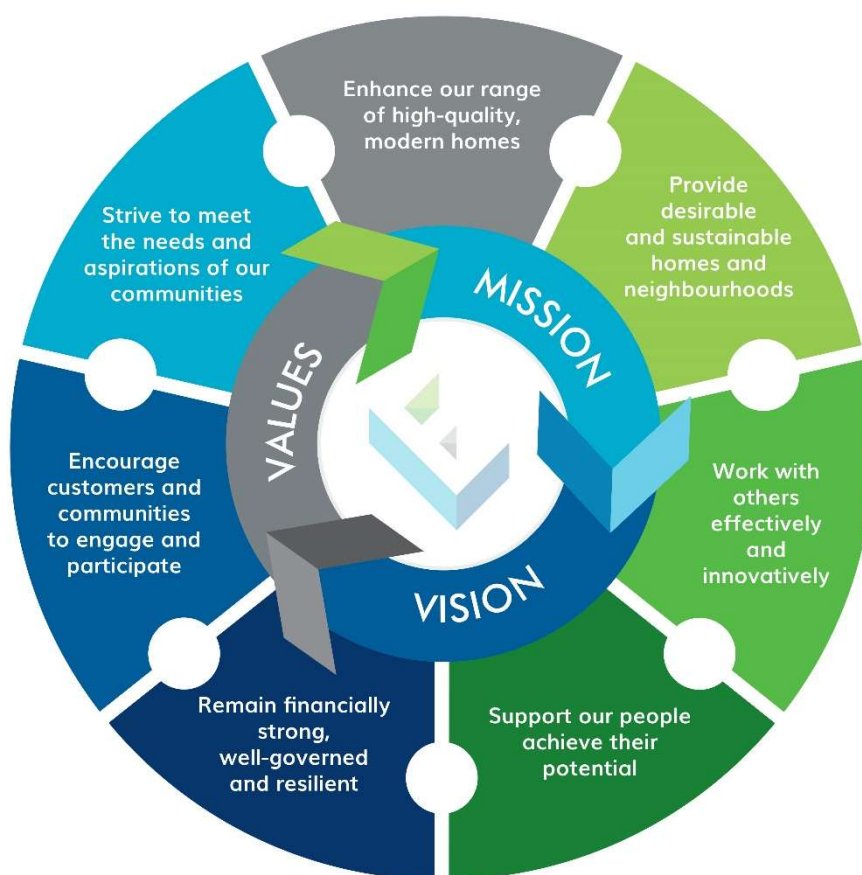 Enhance our range
of high-quality,
modern homes
Provide
desirable
and sustainable
homes and
neighbourhoods
Work with
others
effectively
and
innovatively
Support our people
achieve their
potential
Remain financially
strong,
well-governed
and resilient
Encourage
customers and
communities
to engage and
participate
Strive to meet
the needs and
aspirations of our
communities
MISSION
VISION
VALUES